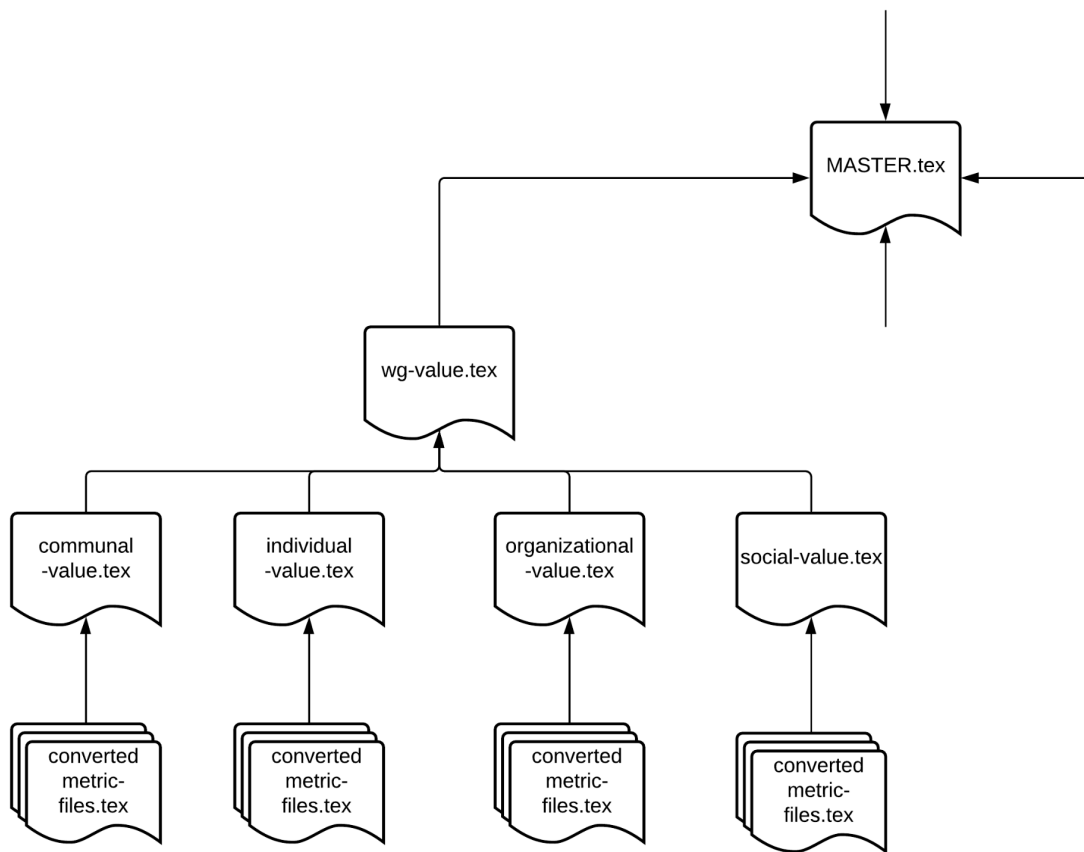 MASTER.tex
wg-value.tex
communal
-value.tex
individual
-value.tex
organizational
-value.tex
social-value.tex
converted
metric-
files.tex
converted
metric-
files.tex
converted
metric-
files.tex
converted
metric-
files.tex